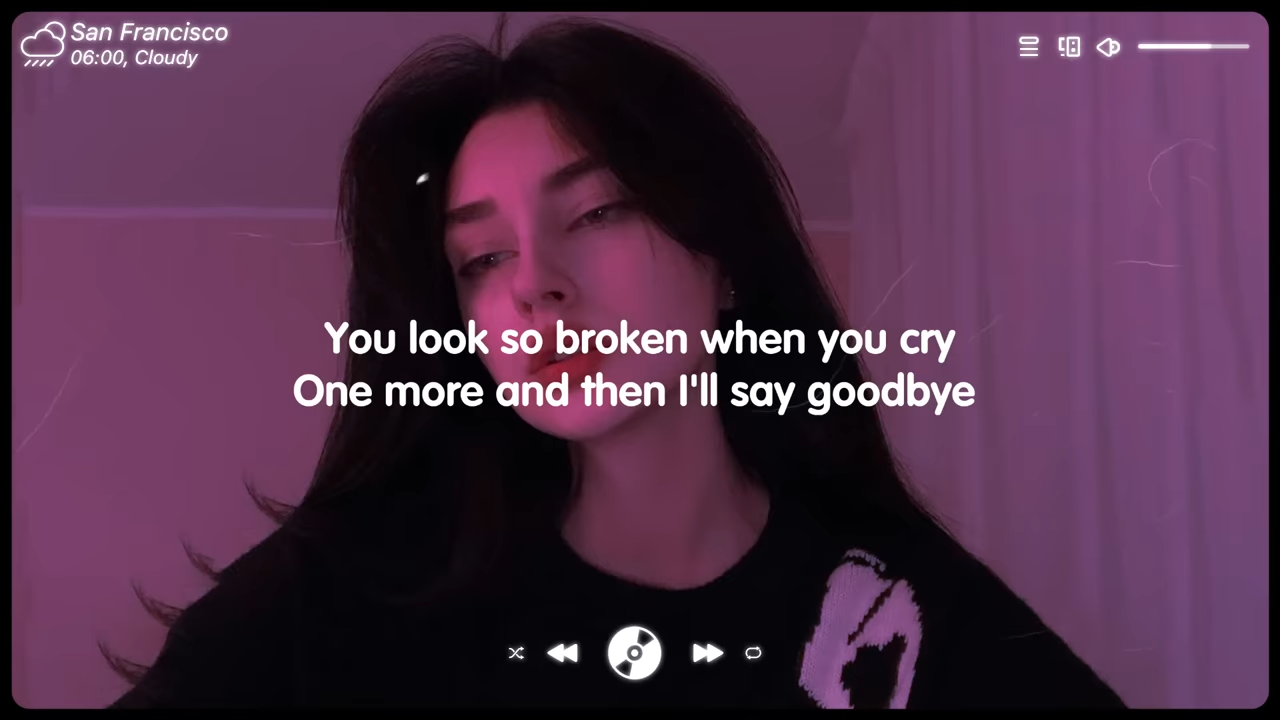 San Francisco
06:00, Cloudy
You look so broken when you cry
One more and then I'll say goodbye